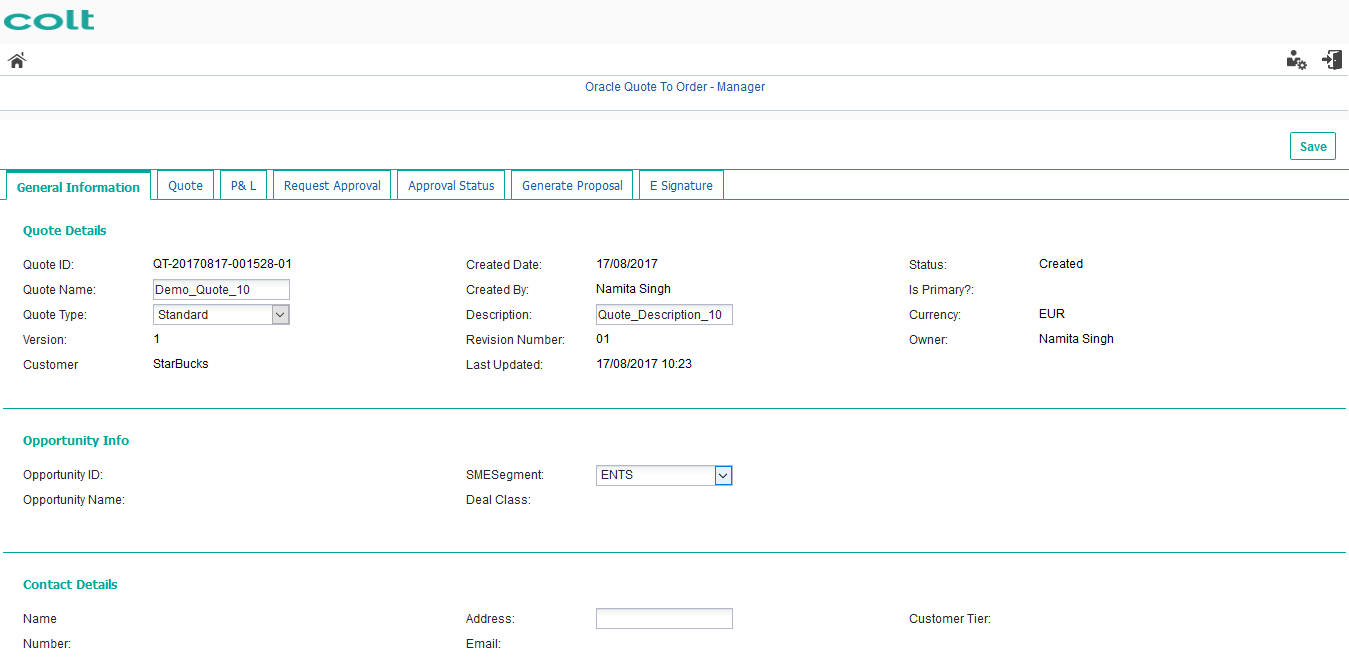 colt
Oracle Quote To Order - Manager
Save
General Information Quote P& L Request Approval Approval Status Generate Proposal E Signature
Quote Details
Quote ID: QT-20170817-001528-01 Created Date: 17/08/2017 Status: Created
Quote Name: Demo_Quote_10 Created By: Namita Singh Is Primary?:
Quote Type: Standard Description: Quote_Description_10 Currency: EUR
Version: 1 Revision Number: 01 Owner: Namita Singh
Customer StarBucks Last Updated: 17/08/2017 10:23
Opportunity Info
Opportunity ID: SMESegment: ENTS
Opportunity Name: Deal Class:
Contact Details
Name Address: Customer Tier:
Number: Email: